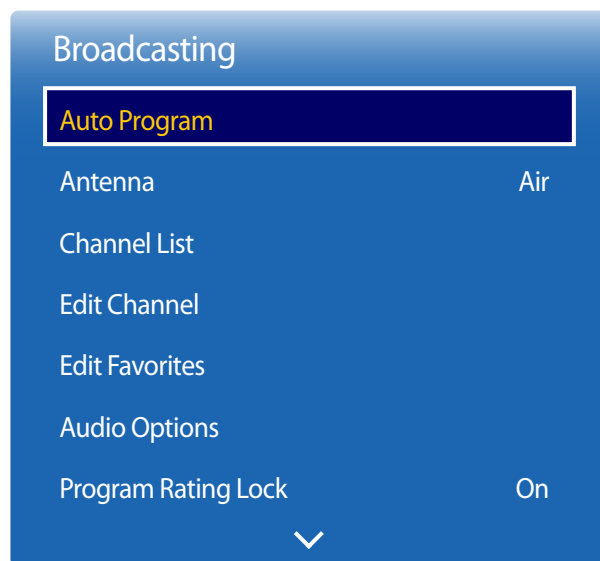 Broadcasting
Auto Program
Antenna Air
Channel List
Edit Channel
Edit Favorites
Audio Options
Program Rating Lock On